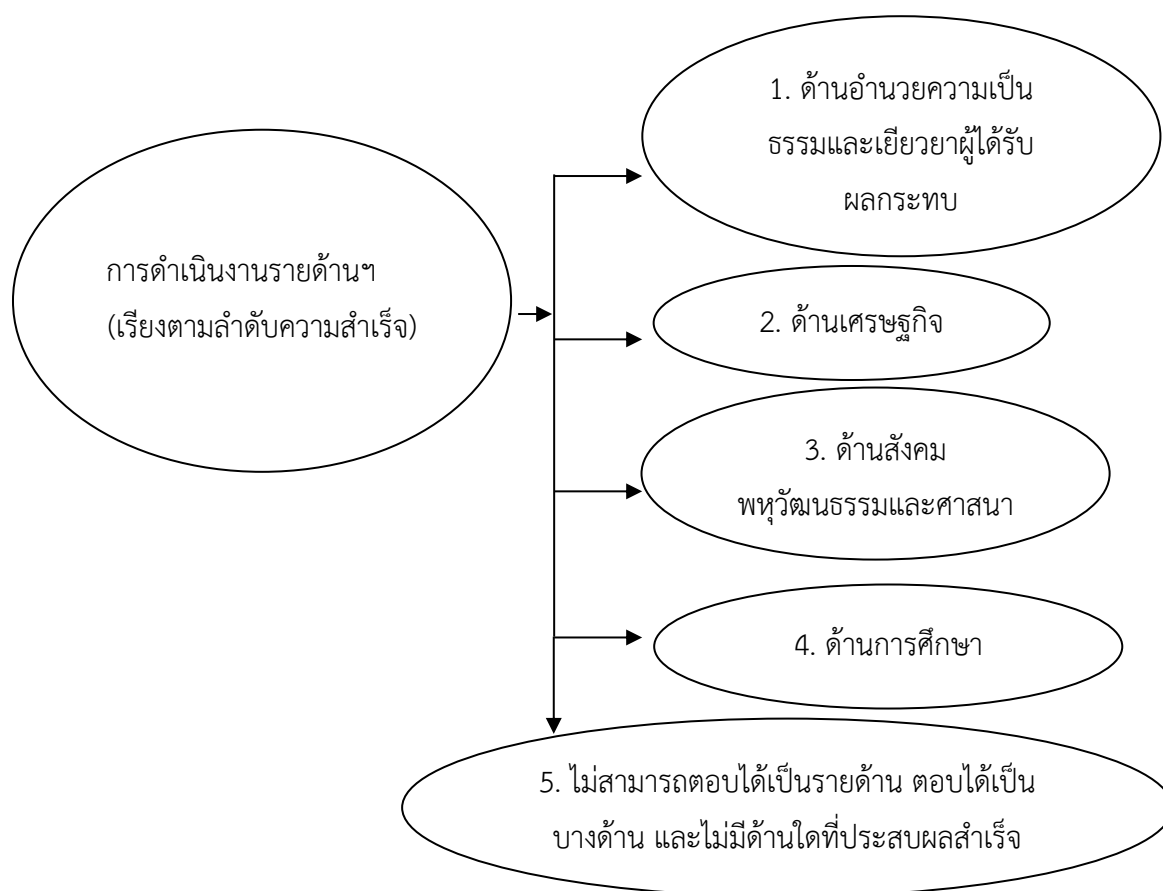 1. ด้านอำนวยความเป็น
ธรรมและเยียวยาผู้ได้รับ
ผลกระทบ
การดำเนินงานรายด้านฯ
(เรียงตามลำดับความสำเร็จ)
2. ด้านเศรษฐกิจ
3. ด้านสังคม
พหุวัฒนธรรมและศาสนา
4. ด้านการศึกษา
5. ไม่สามารถตอบได้เป็นรายด้าน ตอบได้เป็น
บางด้าน และไม่มีด้านใดที่ประสบผลสำเร็จ